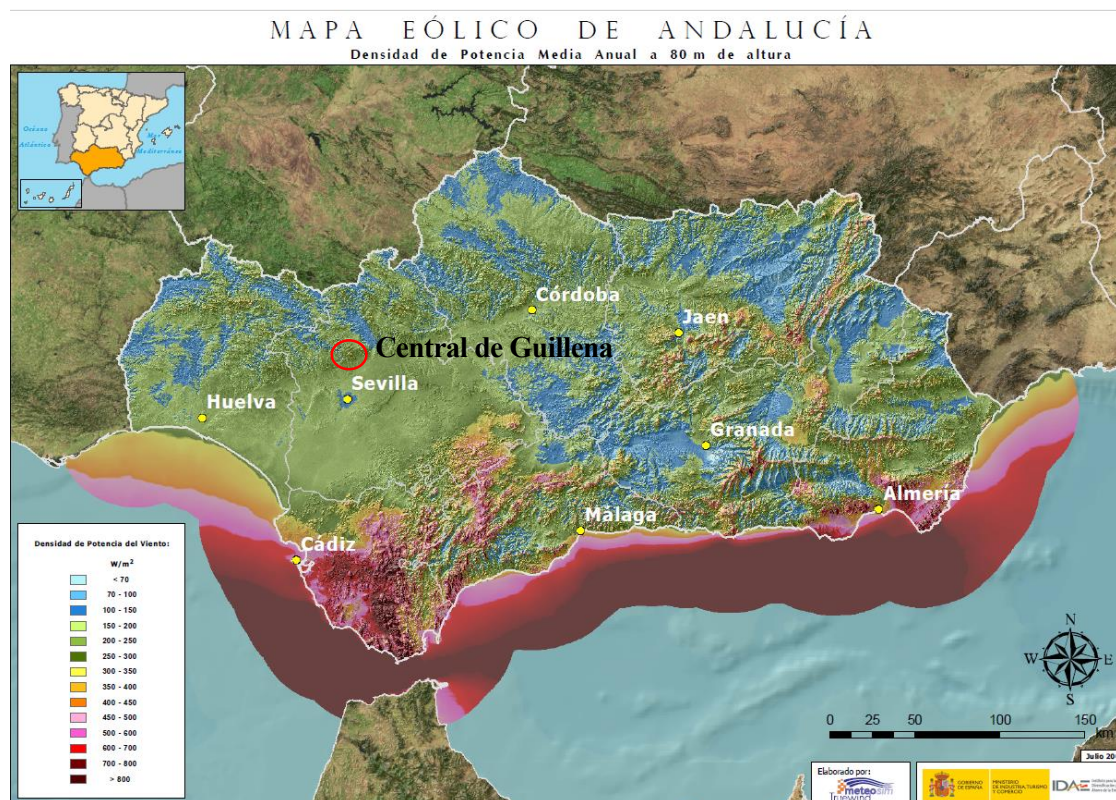 MAPA EÓLICO DE ANDALUCÍA
Densidad de Potencia Media Anual a 80 m de altura
Océano
Atlántico
Mar
Mediterráneo
Córdoba
Jaen
Central de Guillena
Sevilla
Huelva
Granada
Almería
Málaga
Cádiz
Densidad de Potencia del Viento:
W/m²
< 70
70 - 100
100 - 150
150 - 200
200 - 250
250 - 300
300 - 350
350 - 400
400 - 450
450 - 500
500 - 600
600 - 700
700 - 800
> 800
N
W E
S
0 25 50 100 150
km
Julio 20
Elaborado por:
meteosim
Truewind
GOBIERNO
DE ESPAÑA
MINISTERIO
DE INDUSTRIA, TURISMO
Y COMERCIO
IDAE